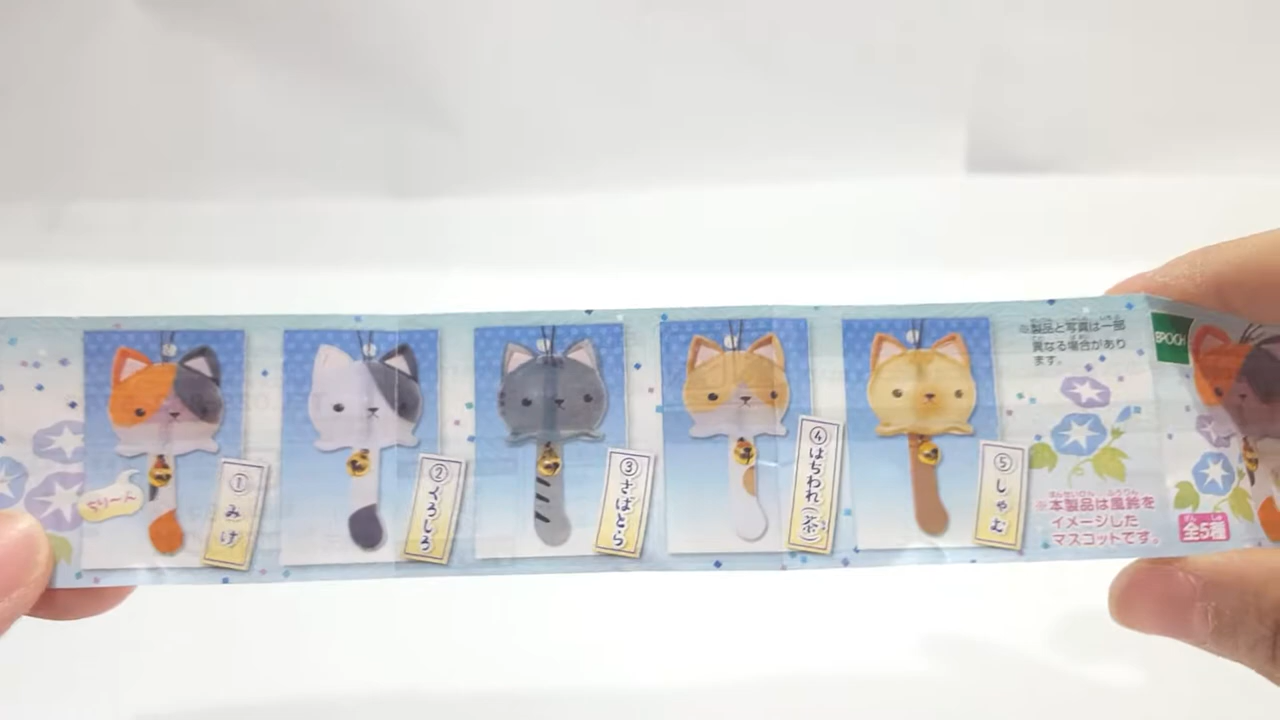 ちりーん
①みけ
②くろしろ
③さばとら
④はちわれ(茶)
⑤しゃむ
※製品と写真は一部
異なる場合があり
ます。
※本製品は風鈴を
イメージした
マスコットです。
EPOCH
全5種